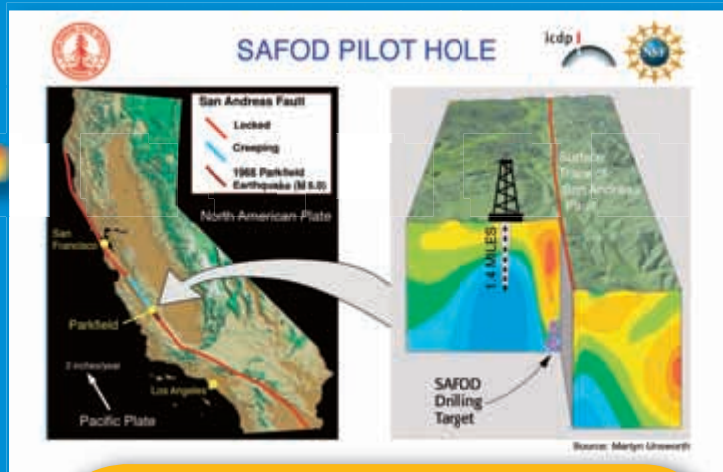 SAFOD PILOT HOLE
icdp
NSF
San Andreas Fault
Locked
Creeping
1966 Parkfield
Earthquake (M 6.0)
North American Plate
San
Francisco
Parkfield
2 inches/year
Los Angeles
Pacific Plate
Surface
Trace of
San Andreas
Fault
1.4 MILES
SAFOD
Drilling
Target
Source: Martyn Unsworth